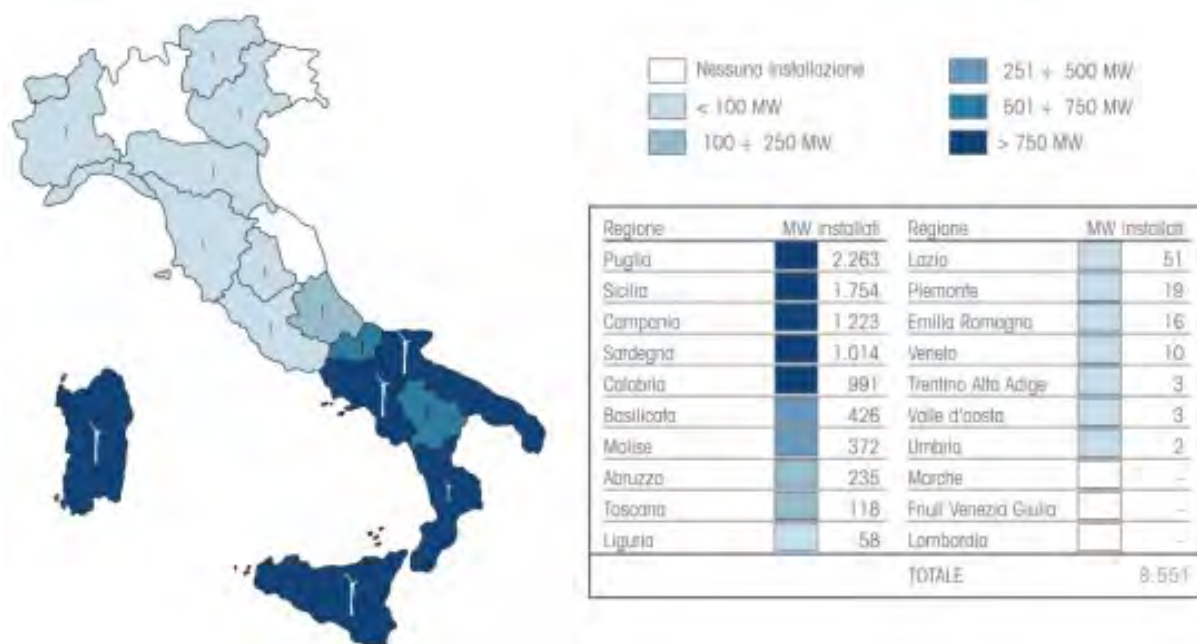 Nessuna installazione
251 ÷ 500 MW
< 100 MW
501 ÷ 750 MW
100 ÷ 250 MW
> 750 MW
Regione MW installati Regione MW installati
Puglia 2.263 Lazio 51
Sicilia 1.754 Piemonte 19
Campania 1.223 Emilia Romagna 16
Sardegna 1.014 Veneto 10
Calabria 991 Trentino Alto Adige 3
Basilicata 426 Valle d'aosta 3
Molise 372 Umbria 2
Abruzzo 235 Marche -
Toscana 118 Friuli Venezia Giulia -
Liguria 58 Lombardia -
TOTALE 8.551